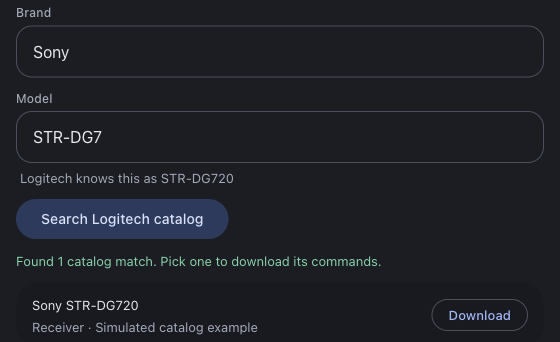 Brand
Sony
Model
STR-DG7
Logitech knows this as STR-DG720
Search Logitech catalog
Found 1 catalog match. Pick one to download its commands.
Sony STR-DG720
Download
Receiver · Simulated catalog example